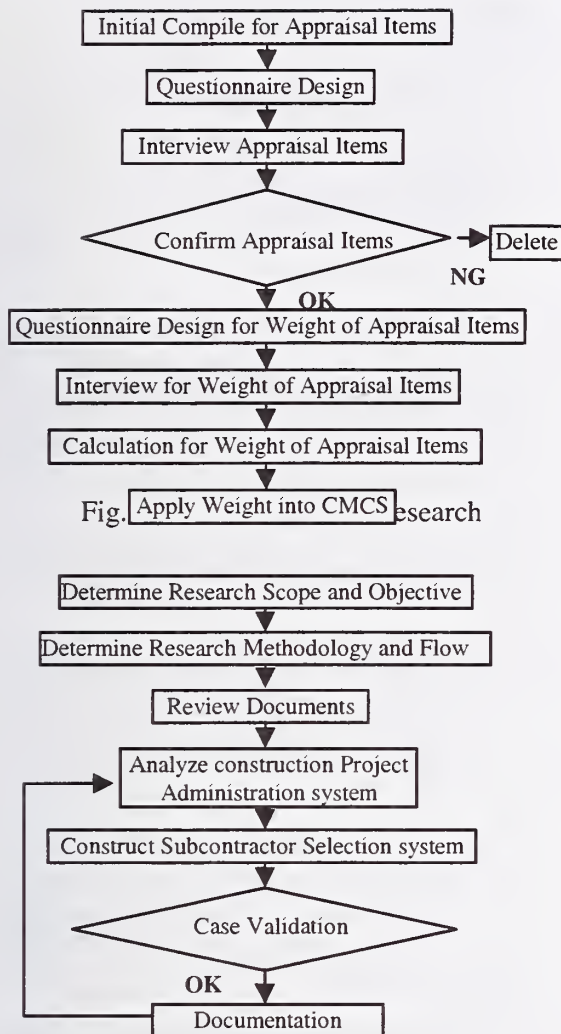 Initial Compile for Appraisal Items
Questionnaire Design
Interview Appraisal Items
Confirm Appraisal Items
Delete
NG
OK
Questionnaire Design for Weight of Appraisal Items
Interview for Weight of Appraisal Items
Calculation for Weight of Appraisal Items
Fig. Apply Weight into CMCS esearch
Determine Research Scope and Objective
Determine Research Methodology and Flow
Review Documents
Analyze construction Project
Administration system
Construct Subcontractor Selection system
Case Validation
OK
Documentation